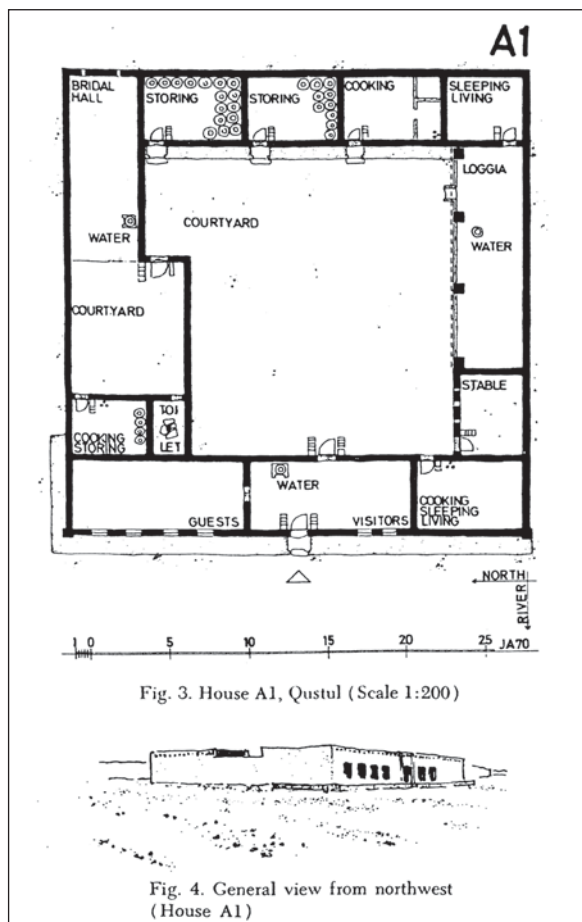 A1
BRIDAL
HALL
STORING
STORING
COOKING
SLEEPING
LIVING
LOGGIA
WATER
COURTYARD
WATER
COURTYARD
STABLE
COOKING
STORING
TOI
LET
WATER
GUESTS
VISITORS
COOKING
SLEEPING
LIVING
NORTH
RIVER
1 0 5 10 15 20 25 JA70
Fig. 3. House A1, Qustul (Scale 1:200)
Fig. 4. General view from northwest
(House A1)